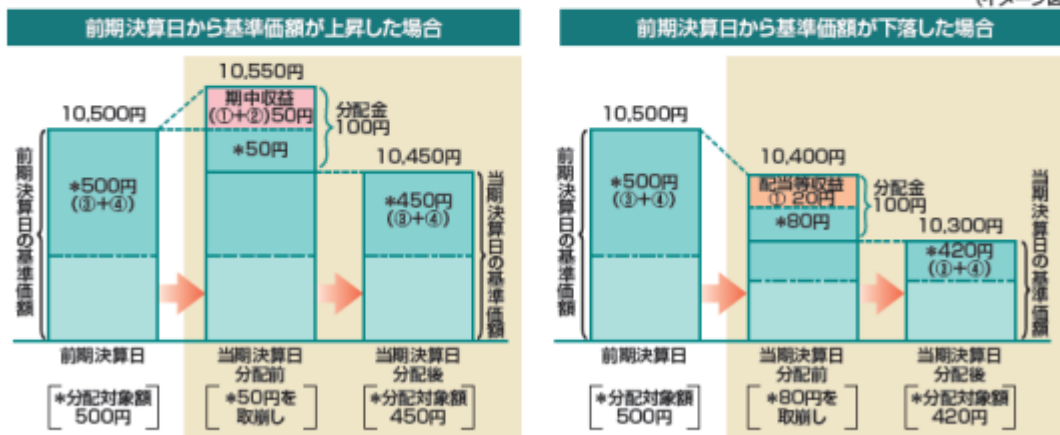 (イメージ図
前期決算日から基準価額が上昇した場合
10,550円
期中収益
(①+②)50円
分配金
100円
10,500円
*50円
10,450円
*500円
(③+④)
*450円
(③+④)
前期決算日の基準価額
当期決算日の基準価額
前期決算日
当期決算日
分配前
当期決算日
分配後
*分配対象額
500円
*50円を
取崩し
*分配対象額
450円
前期決算日から基準価額が下落した場合
10,500円
10,400円
*500円
(③+④)
配当等収益
① 20円
分配金
100円
*80円
10,300円
*420円
(③+④)
前期決算日の基準価額
当期決算日の基準価額
前期決算日
当期決算日
分配前
当期決算日
分配後
*分配対象額
500円
*80円を
取崩し
*分配対象額
420円